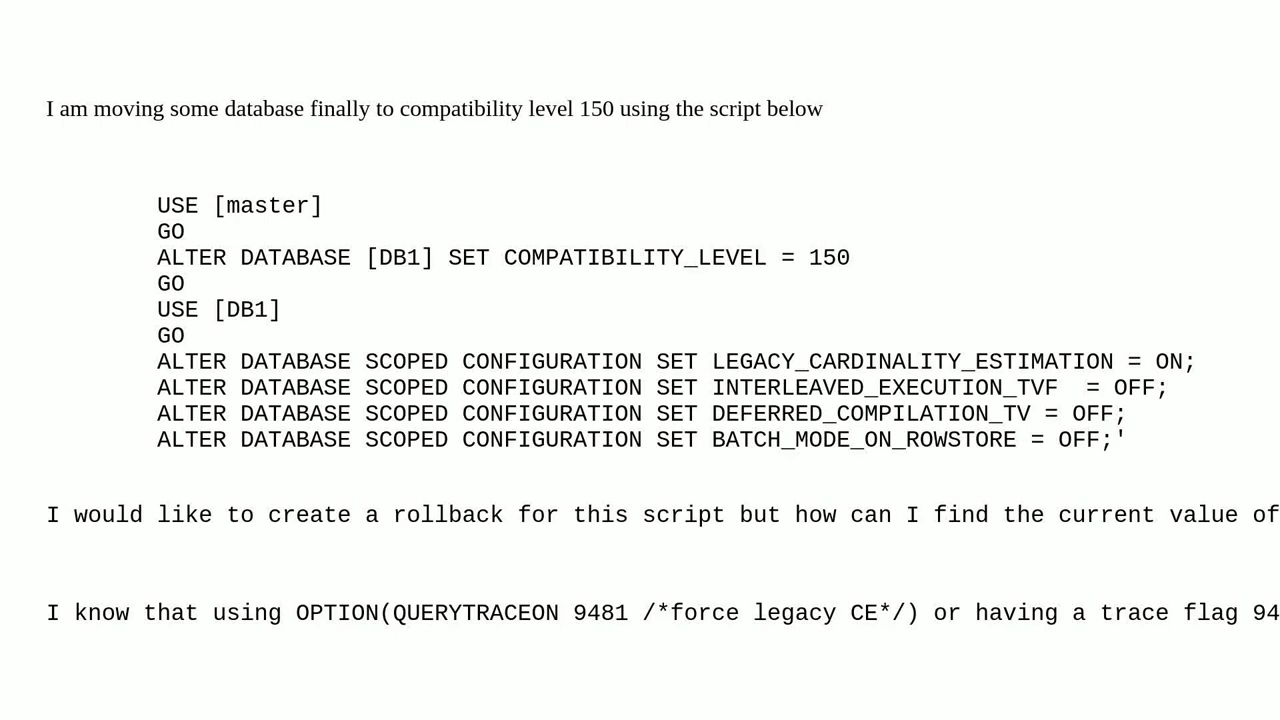 I am moving some database finally to compatibility level 150 using the script below
USE [master]
GO
ALTER DATABASE [DB1] SET COMPATIBILITY_LEVEL = 150
GO
USE [DB1]
GO
ALTER DATABASE SCOPED CONFIGURATION SET LEGACY_CARDINALITY_ESTIMATION = ON;
ALTER DATABASE SCOPED CONFIGURATION SET INTERLEAVED_EXECUTION_TVF  = OFF;
ALTER DATABASE SCOPED CONFIGURATION SET DEFERRED_COMPILATION_TV = OFF;
ALTER DATABASE SCOPED CONFIGURATION SET BATCH_MODE_ON_ROWSTORE = OFF;'
I would like to create a rollback for this script but how can I find the current value of
I know that using OPTION(QUERYTRACEON 9481 /*force legacy CE*/) or having a trace flag 94